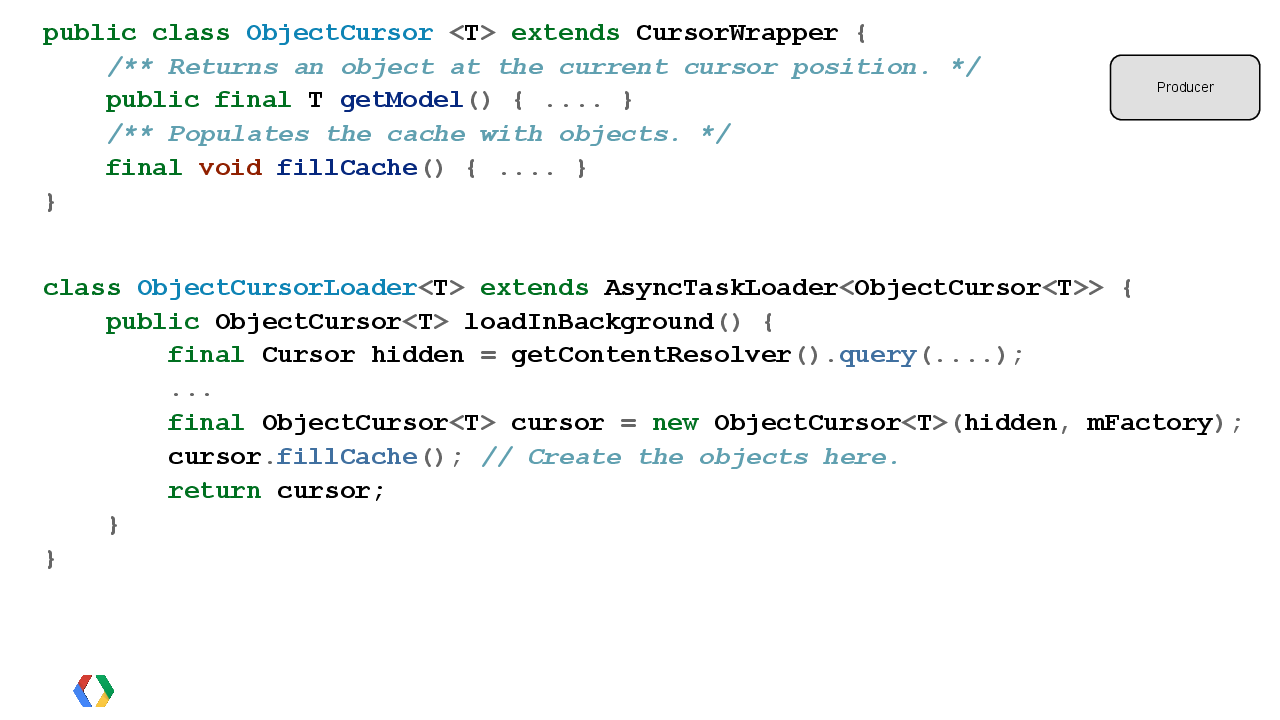 public class ObjectCursor <T> extends CursorWrapper {
    /** Returns an object at the current cursor position. */
    public final T getModel() { .... }
    /** Populates the cache with objects. */
    final void fillCache() { .... }
}
Producer
class ObjectCursorLoader<T> extends AsyncTaskLoader<ObjectCursor<T>> {
    public ObjectCursor<T> loadInBackground() {
        final Cursor hidden = getContentResolver().query(....);
        ...
        final ObjectCursor<T> cursor = new ObjectCursor<T>(hidden, mFactory);
        cursor.fillCache(); // Create the objects here.
        return cursor;
    }
}